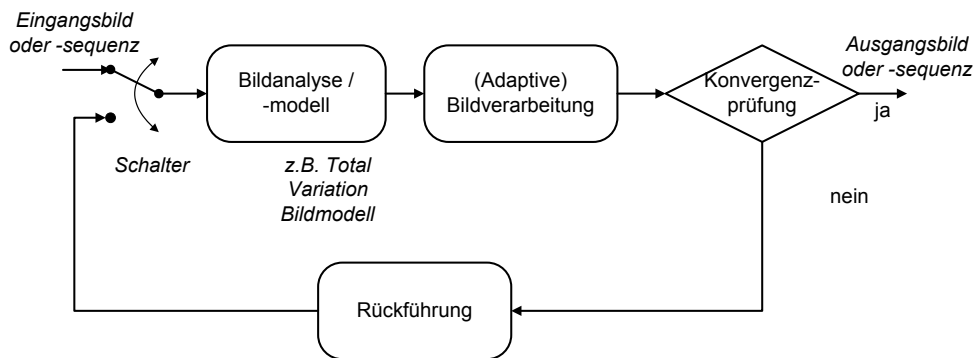 Eingangsbild
oder -sequenz
Schalter
Bildanalyse /
-modell
z.B. Total
Variation
Bildmodell
(Adaptive)
Bildverarbeitung
Konvergenz-
prüfung
Ausgangsbild
oder -sequenz
ja
nein
Rückführung